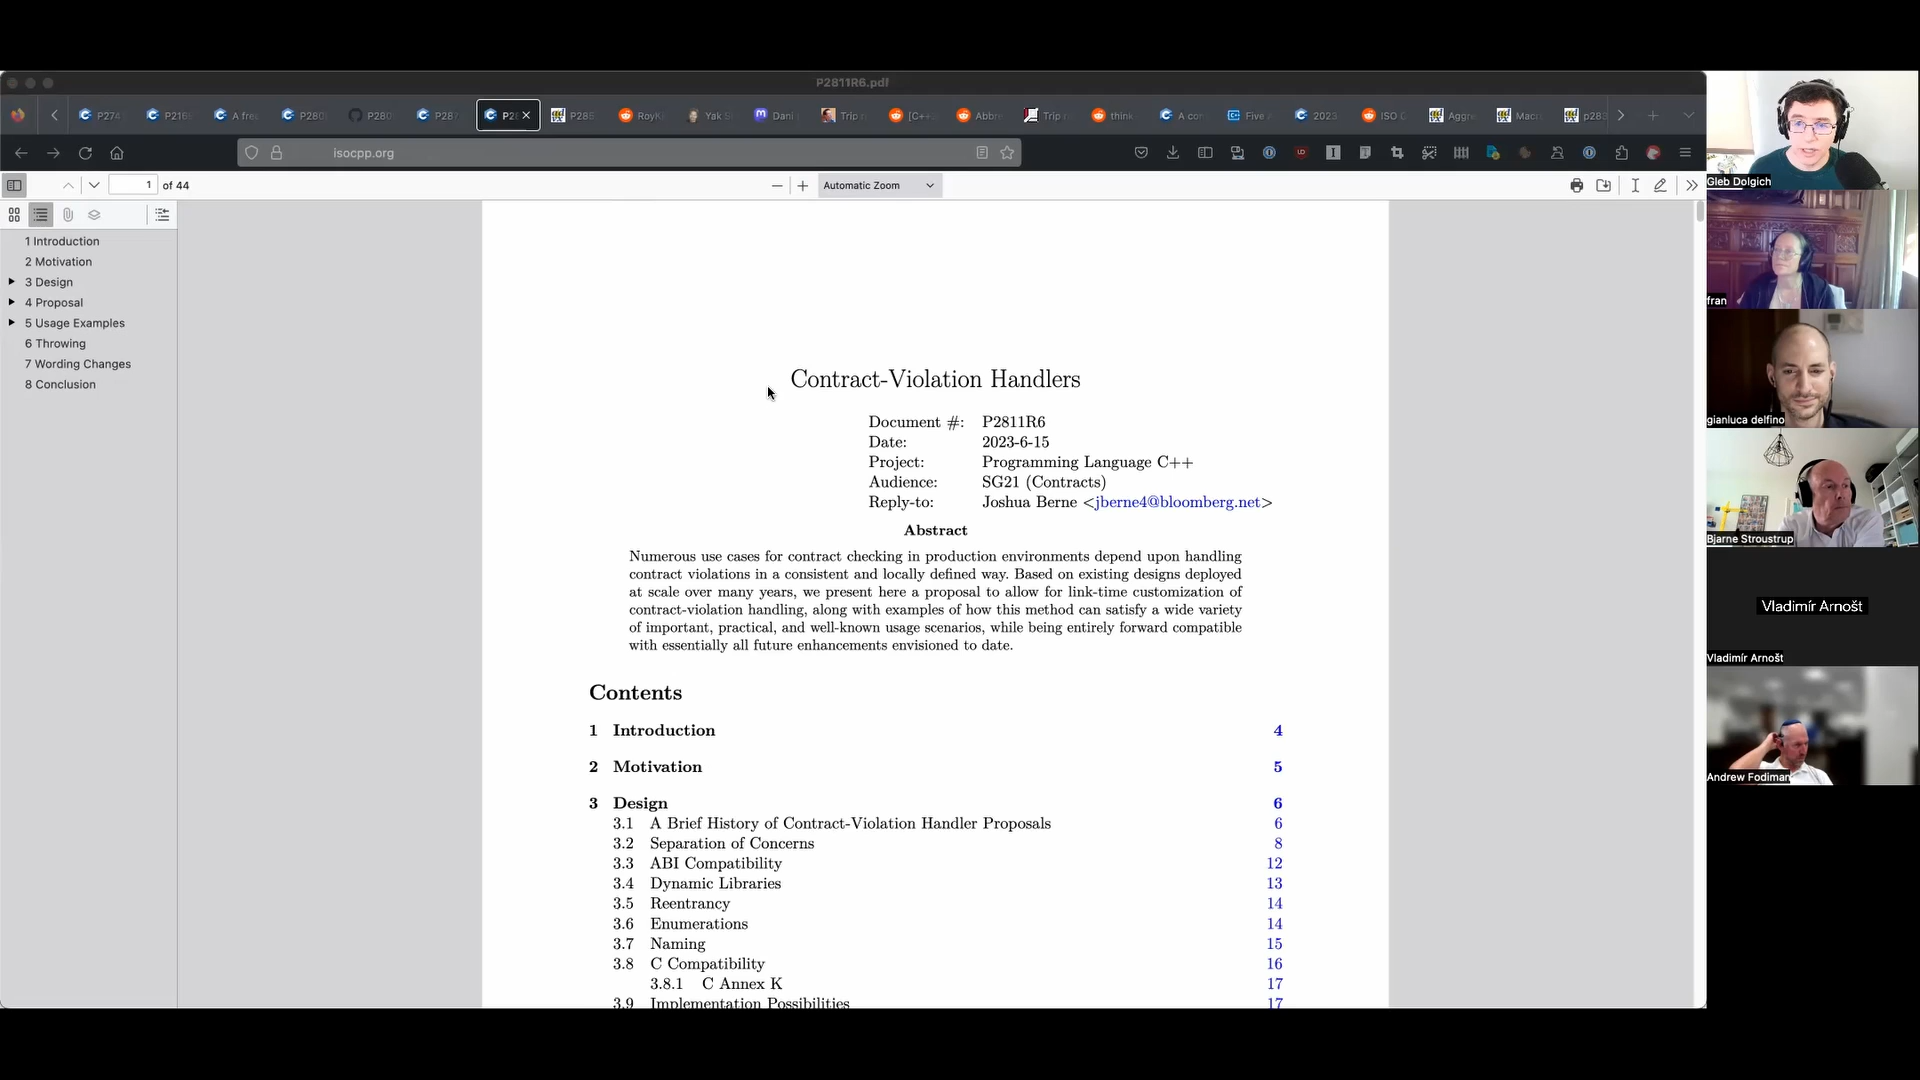 P2811R6.pdf
P274
P216
A frea
P280
P280
P28
P28
P285
RoyK
Yak S
Dani
Trip r
[C++
Abbre
Trip r
think
A con
Five
2023
ISO C
Aggre
Macr
p283
isocpp.org
1 of 44
Automatic Zoom
1 Introduction
2 Motivation
3 Design
4 Proposal
5 Usage Examples
6 Throwing
7 Wording Changes
8 Conclusion
Contract-Violation Handlers
Document #: P2811R6
Date: 2023-6-15
Project: Programming Language C++
Audience: SG21 (Contracts)
Reply-to: Joshua Berne <jberne4@bloomberg.net>
Abstract
Numerous use cases for contract checking in production environments depend upon handling
contract violations in a consistent and locally defined way. Based on existing designs deployed
at scale over many years, we present here a proposal to allow for link-time customization of
contract-violation handling, along with examples of how this method can satisfy a wide variety
of important, practical, and well-known usage scenarios, while being entirely forward compatible
with essentially all future enhancements envisioned to date.
Contents
1 Introduction 4
2 Motivation 5
3 Design 6
3.1 A Brief History of Contract-Violation Handler Proposals 6
3.2 Separation of Concerns 8
3.3 ABI Compatibility 12
3.4 Dynamic Libraries 13
3.5 Reentrancy 14
3.6 Enumerations 14
3.7 Naming 15
3.8 C Compatibility 16
3.8.1 C Annex K 17
3.9 Implementation Possibilities 17
Gleb Dolgich
fran
gianluca delfino
Bjarne Stroustrup
Vladimír Arnošt
Vladimír Arnošt
Andrew Fodiman